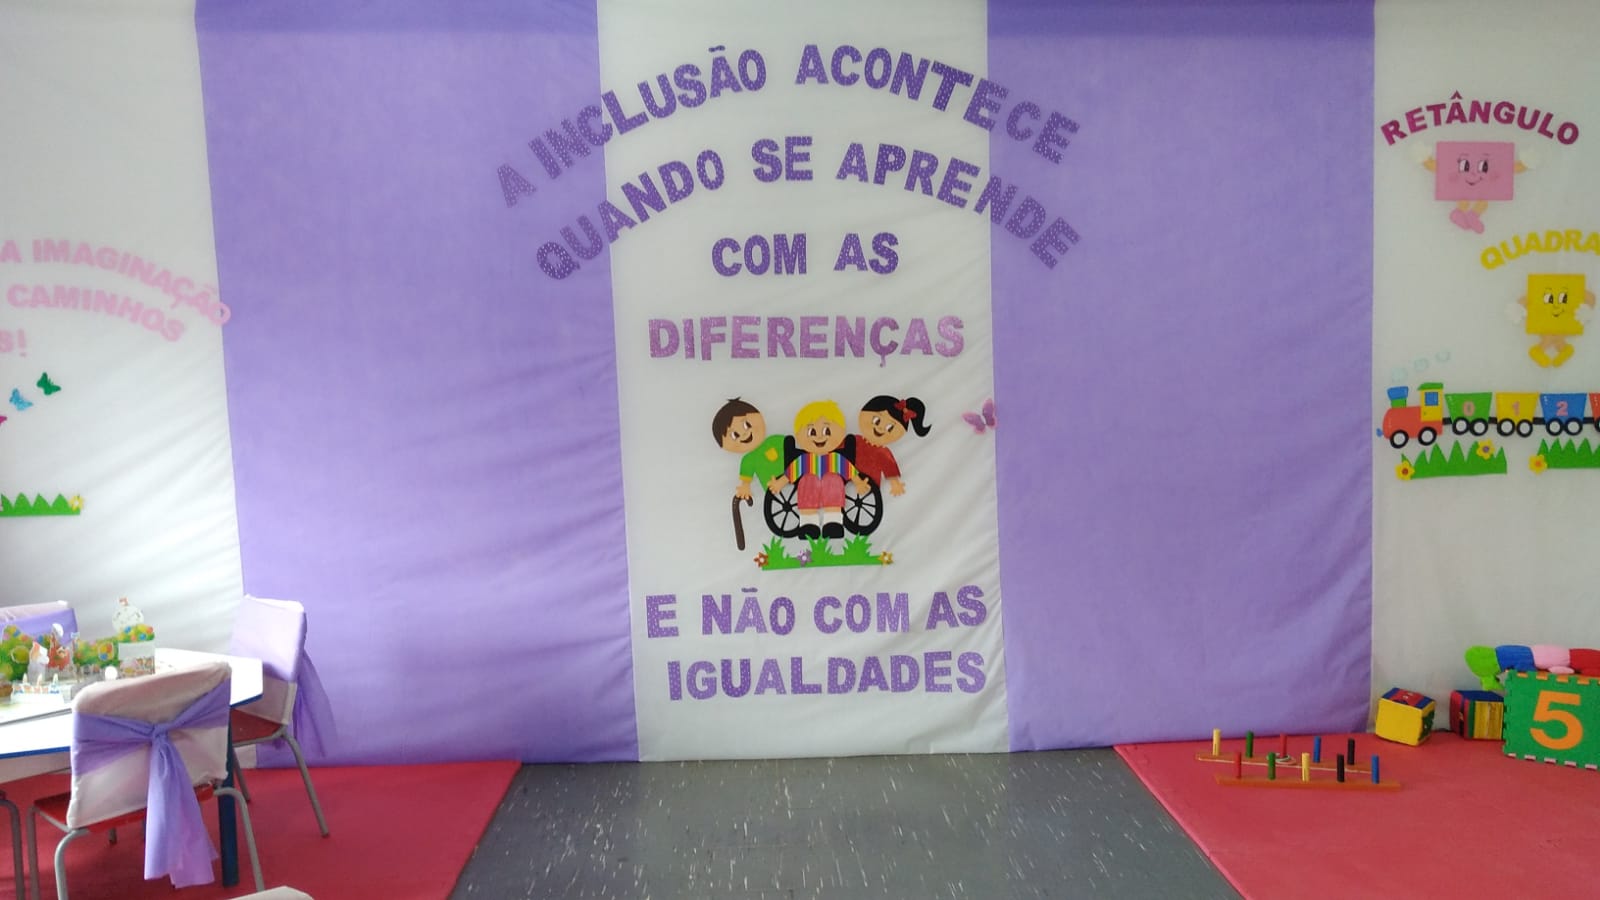 A INCLUSÃO ACONTECE
QUANDO SE APRENDE
COM AS
DIFERENÇAS
E NÃO COM AS
IGUALDADES
A IMAGINAÇÃO
CAMINHOS
S!
RETÂNGULO
QUADRA
0 1 2
5